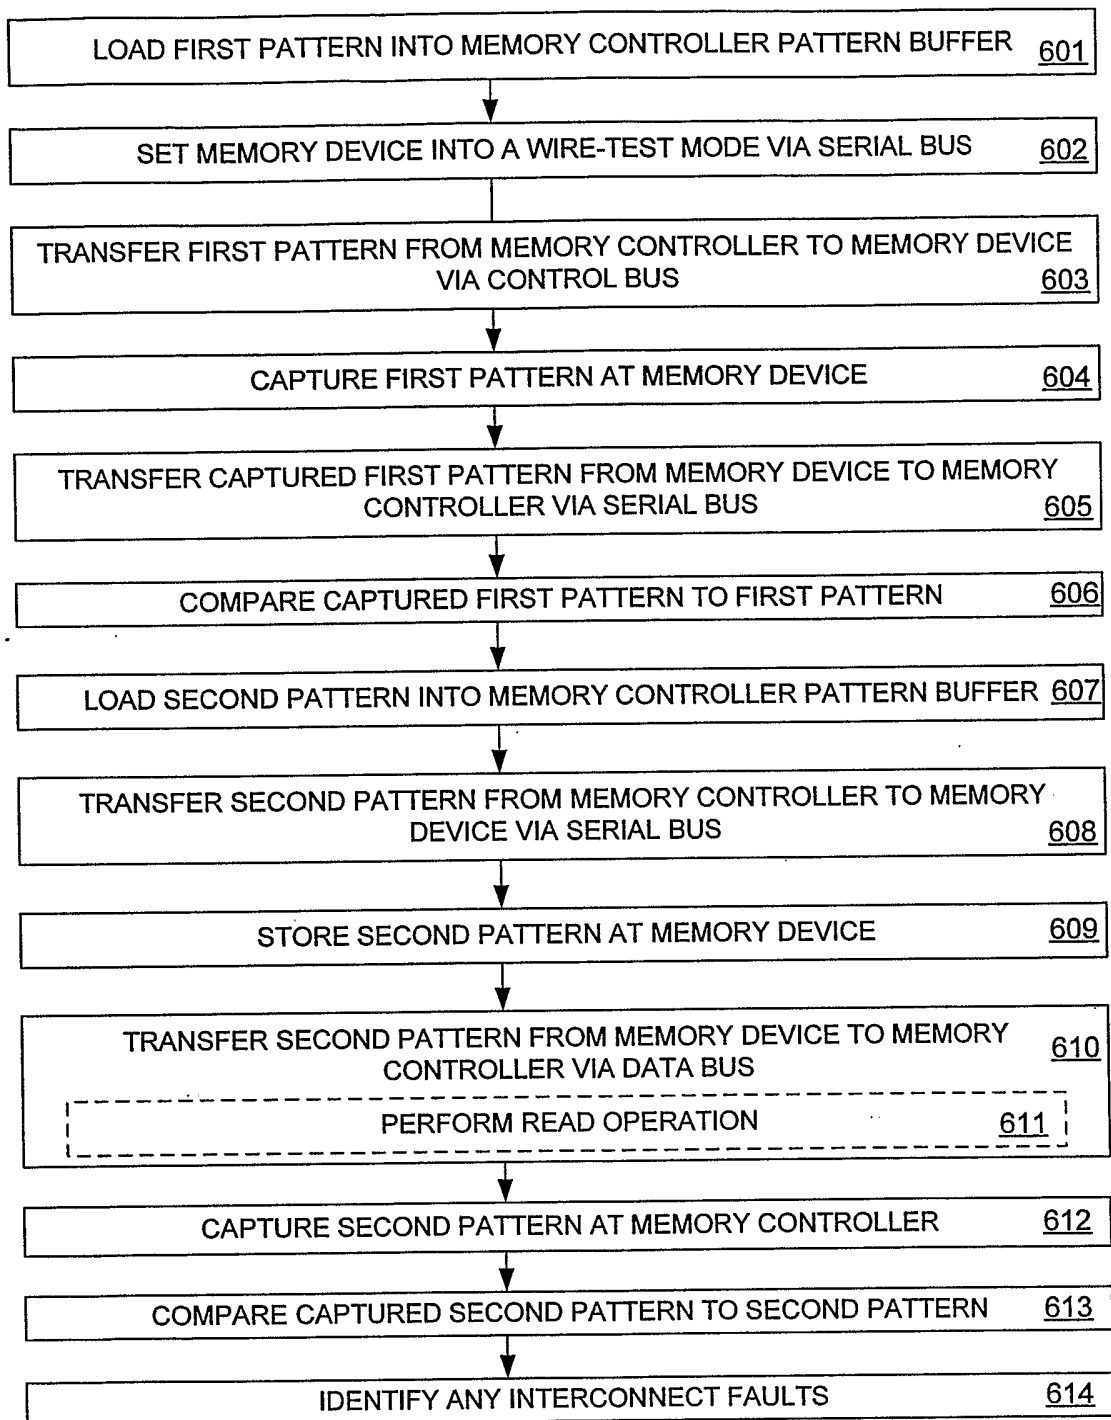 LOAD FIRST PATTERN INTO MEMORY CONTROLLER PATTERN BUFFER 601
SET MEMORY DEVICE INTO A WIRE-TEST MODE VIA SERIAL BUS 602
TRANSFER FIRST PATTERN FROM MEMORY CONTROLLER TO MEMORY DEVICE
VIA CONTROL BUS 603
CAPTURE FIRST PATTERN AT MEMORY DEVICE 604
TRANSFER CAPTURED FIRST PATTERN FROM MEMORY DEVICE TO MEMORY
CONTROLLER VIA SERIAL BUS 605
COMPARE CAPTURED FIRST PATTERN TO FIRST PATTERN 606
LOAD SECOND PATTERN INTO MEMORY CONTROLLER PATTERN BUFFER 607
TRANSFER SECOND PATTERN FROM MEMORY CONTROLLER TO MEMORY
DEVICE VIA SERIAL BUS 608
STORE SECOND PATTERN AT MEMORY DEVICE 609
TRANSFER SECOND PATTERN FROM MEMORY DEVICE TO MEMORY 610
CONTROLLER VIA DATA BUS
PERFORM READ OPERATION 611
CAPTURE SECOND PATTERN AT MEMORY CONTROLLER 612
COMPARE CAPTURED SECOND PATTERN TO SECOND PATTERN 613
IDENTIFY ANY INTERCONNECT FAULTS 614